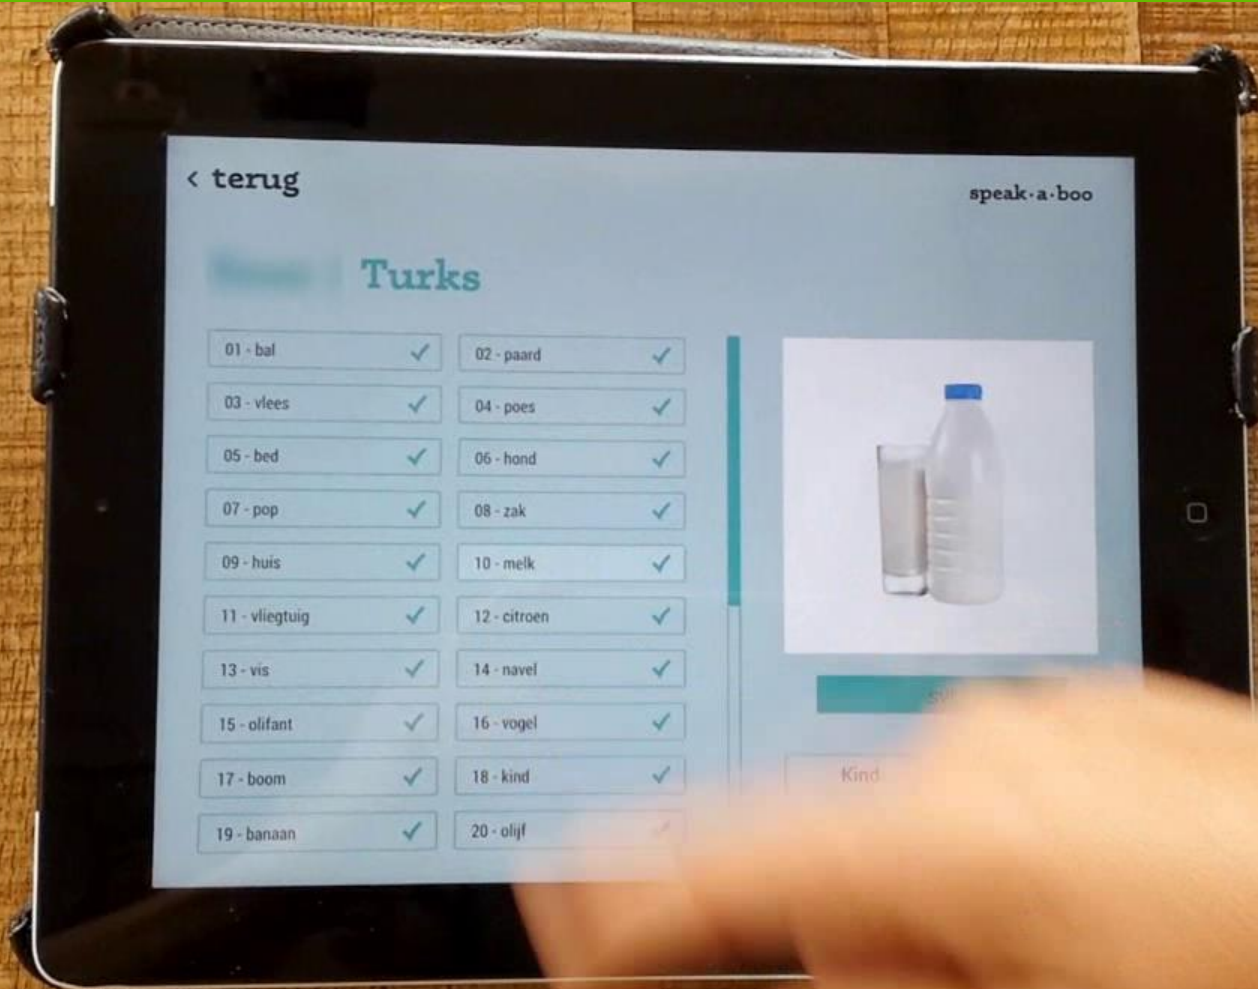 < terug
speak·a·boo
Turks
01 - bal
02 - paard
03 - vlees
04 - poes
05 - bed
06 - hond
07 - pop
08 - zak
09 - huis
10 - melk
11 - vliegtuig
12 - citroen
13 - vis
14 - navel
15 - olifant
16 - vogel
17 - boom
18 - kind
19 - banaan
20 - olijf
Kind